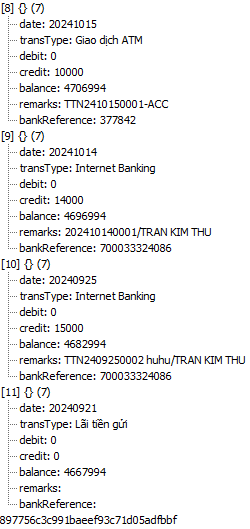 [8] {} (7)
date: 20241015
transType: Giao dịch ATM
debit: 0
credit: 10000
balance: 4706994
remarks: TTN2410150001-ACC
bankReference: 377842
[9] {} (7)
date: 20241014
transType: Internet Banking
debit: 0
credit: 14000
balance: 4696994
remarks: 202410140001/TRAN KIM THU
bankReference: 700033324086
[10] {} (7)
date: 20240925
transType: Internet Banking
debit: 0
credit: 15000
balance: 4682994
remarks: TTN2409250002 huhu/TRAN KIM THU
bankReference: 700033324086
[11] {} (7)
date: 20240921
transType: Lãi tiền gửi
debit: 0
credit: 0
balance: 4667994
remarks:
bankReference:
897756c3c991baeef93c71d05adfbbf